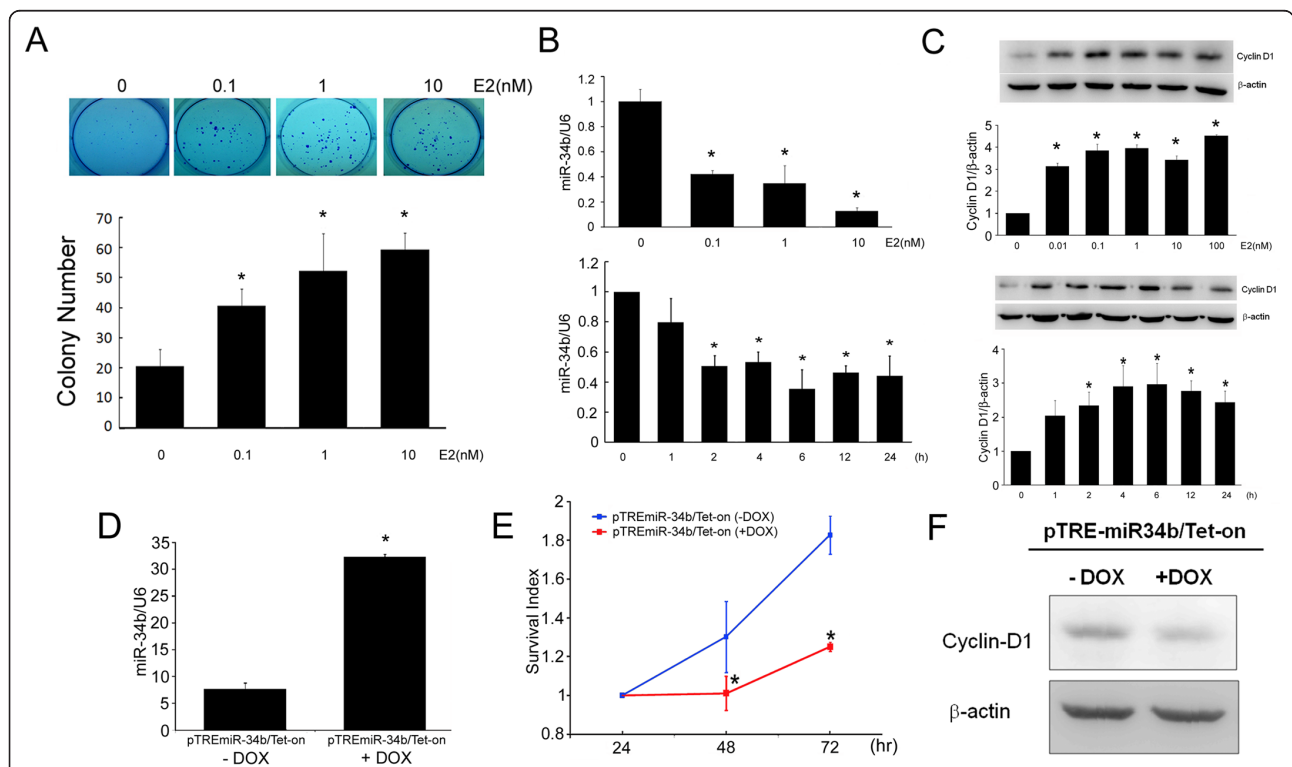 A
0 0.1 1 10 E2(nM)
Colony Number
70
60
50
40
30
20
10
0
* * *
0 0.1 1 10 E2(nM)
B
miR-34b/U6
1.2
1
0.8
0.6
0.4
0.2
0
* * *
0 0.1 1 10 E2(nM)
miR-34b/U6
1.2
1
0.8
0.6
0.4
0.2
0
* * * * *
0 1 2 4 6 12 24 (h)
C
Cyclin D1
β-actin
Cyclin D1/β-actin
5
4
3
2
1
0
* * * * *
0 0.01 0.1 1 10 100 E2(nM)
Cyclin D1
β-actin
Cyclin D1/β-actin
4
3
2
1
0
* * * * *
0 1 2 4 6 12 24 (h)
D
miR-34b/U6
35
30
25
20
15
10
5
0
*
pTREmiR-34b/Tet-on pTREmiR-34b/Tet-on
- DOX + DOX
E
pTREmiR-34b/Tet-on (-DOX)
pTREmiR-34b/Tet-on (+DOX)
Survival Index
2
1.8
1.6
1.4
1.2
1
0.8
* *
24 48 72 (hr)
F
pTRE-miR34b/Tet-on
- DOX +DOX
Cyclin-D1
β-actin